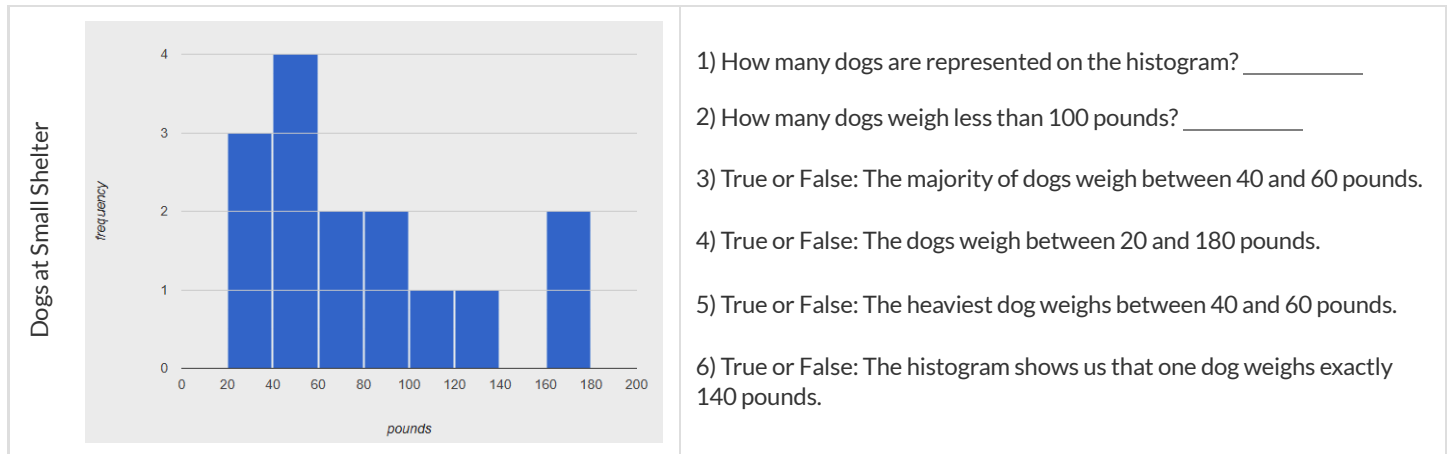 Dogs at Small Shelter
frequency
4
3
2
1
0
0 20 40 60 80 100 120 140 160 180 200
pounds
1) How many dogs are represented on the histogram? __________
2) How many dogs weigh less than 100 pounds? __________
3) True or False: The majority of dogs weigh between 40 and 60 pounds.
4) True or False: The dogs weigh between 20 and 180 pounds.
5) True or False: The heaviest dog weighs between 40 and 60 pounds.
6) True or False: The histogram shows us that one dog weighs exactly
140 pounds.